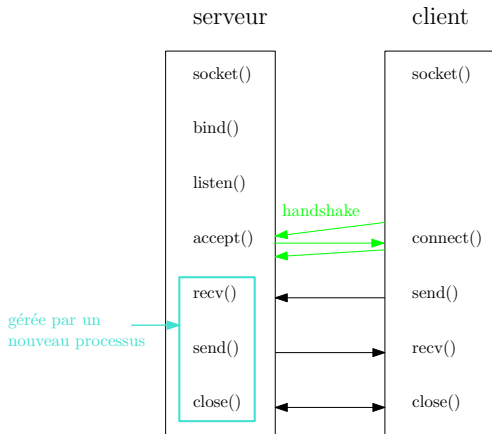 serveur
client
socket()
socket()
bind()
listen()
handshake
accept()
connect()
recv()
send()
gérée par un
nouveau processus
send()
recv()
close()
close()